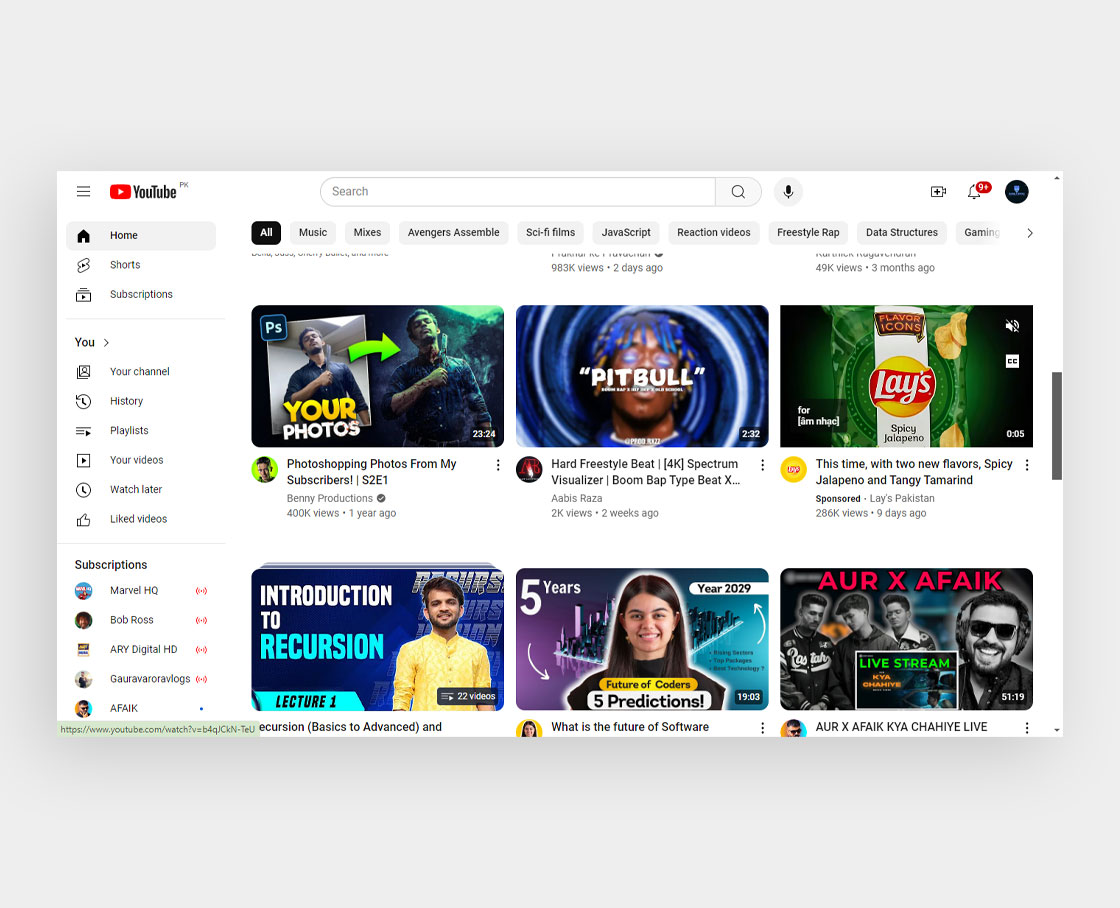 YouTube PK
Search
9+
Home
Shorts
Subscriptions
You
Your channel
History
Playlists
Your videos
Watch later
Liked videos
Subscriptions
Marvel HQ
Bob Ross
ARY Digital HD
Gauravaroravlogs
AFAIK
https://www.youtube.com/watch?v=b4qJCkN-TeU
All
Music
Mixes
Avengers Assemble
Sci-fi films
JavaScript
Reaction videos
Freestyle Rap
Data Structures
Gaming
983K views • 2 days ago
49K views • 3 months ago
Ps
YOUR
PHOTOS
23:24
Photoshopping Photos From My
Subscribers! | S2E1
Benny Productions
400K views • 1 year ago
“PITBULL”
@PROD RAZZ
2:32
Hard Freestyle Beat | [4K] Spectrum
Visualizer | Boom Bap Type Beat X...
Aabis Raza
2K views • 2 weeks ago
FLAVOR
ICONS
Lay's
Spicy
Jalapeno
CC
for
[âm nhạc]
0:05
This time, with two new flavors, Spicy
Jalapeno and Tangy Tamarind
Sponsored · Lay's Pakistan
286K views • 9 days ago
INTRODUCTION
TO
RECURSION
LECTURE 1
22 videos
ecursion (Basics to Advanced) and
5 Years
Year 2029
• Rising Sectors
• Top Packages
• Best Technology ?
Future of Coders
5 Predictions!
19:03
What is the future of Software
AUR X AFAIK
LIVE STREAM
KYA
CHAHIYE
51:19
AUR X AFAIK KYA CHAHIYE LIVE